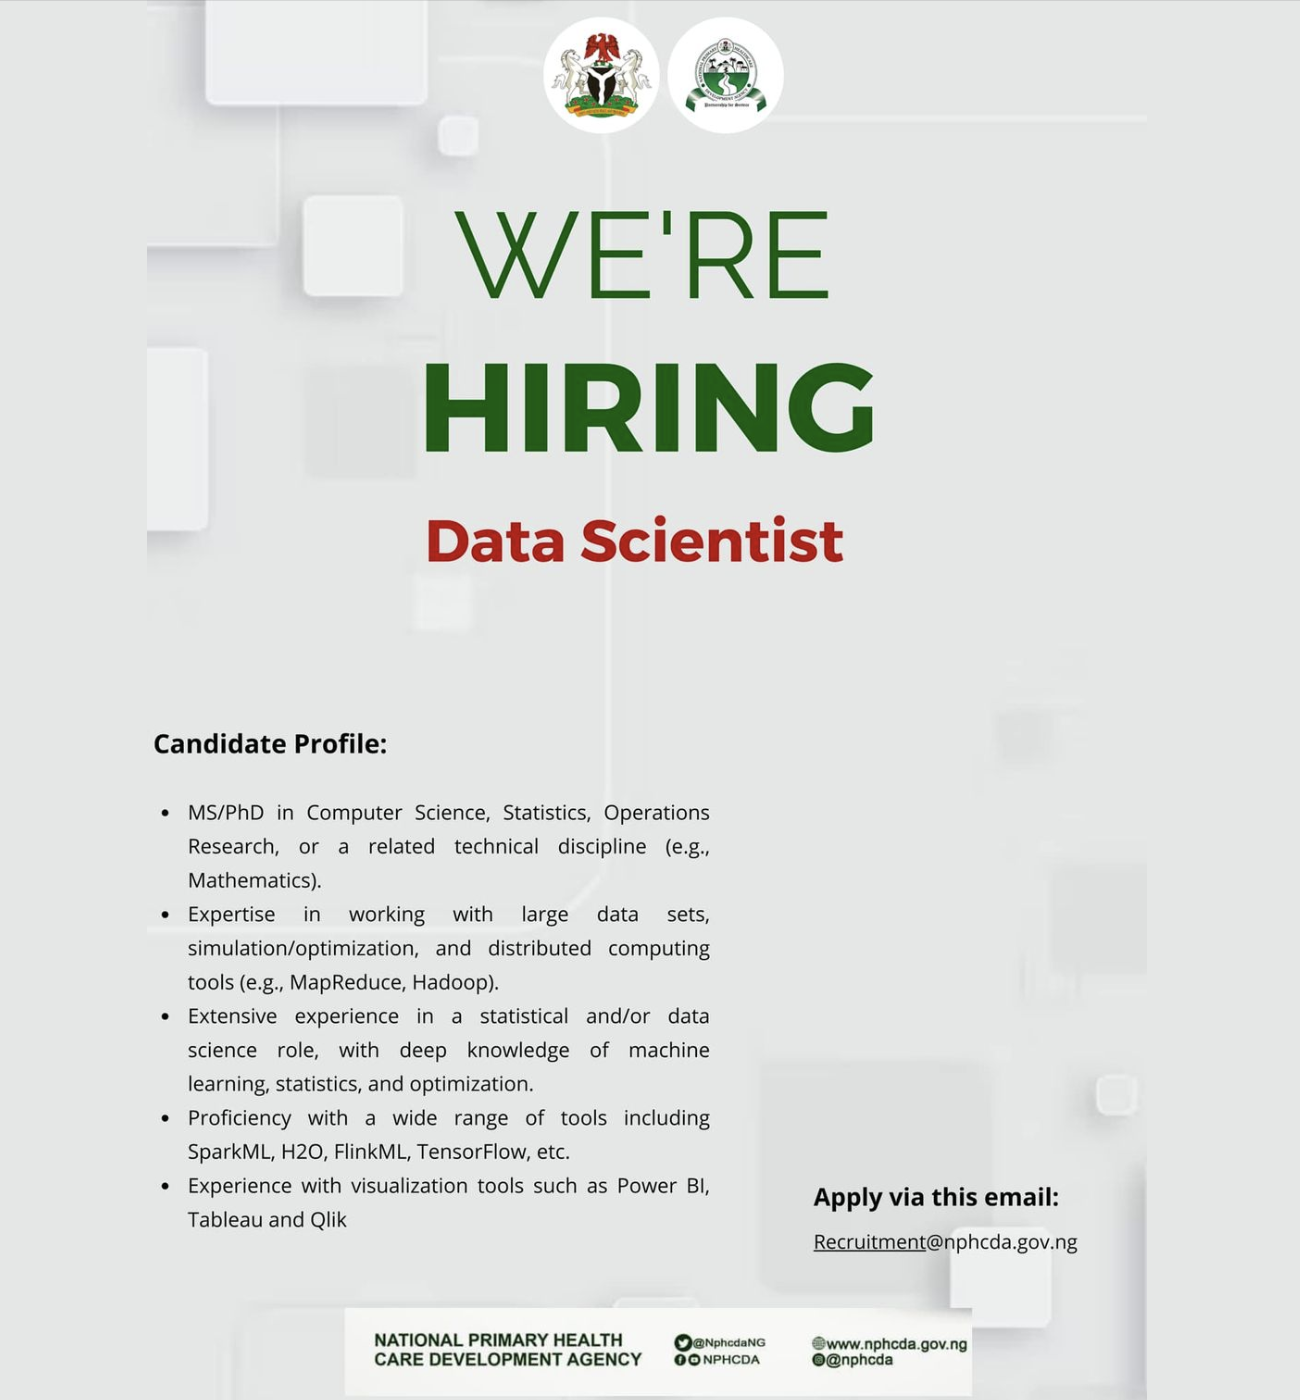 WE'RE
HIRING
Data Scientist
Candidate Profile:
• MS/PhD in Computer Science, Statistics, Operations
Research, or a related technical discipline (e.g.,
Mathematics).
• Expertise in working with large data sets,
simulation/optimization, and distributed computing
tools (e.g., MapReduce, Hadoop).
• Extensive experience in a statistical and/or data
science role, with deep knowledge of machine
learning, statistics, and optimization.
• Proficiency with a wide range of tools including
SparkML, H2O, FlinkML, TensorFlow, etc.
• Experience with visualization tools such as Power BI,
Tableau and Qlik
Apply via this email:
Recruitment@nphcda.gov.ng
NATIONAL PRIMARY HEALTH
CARE DEVELOPMENT AGENCY
@NphcdaNG
NPHCDA
www.nphcda.gov.ng
@nphcda